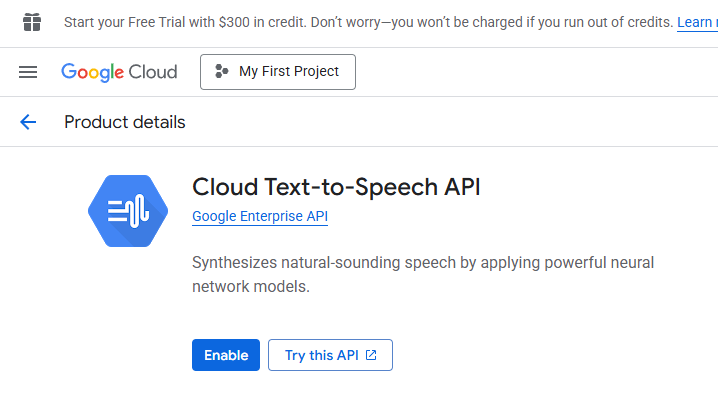 Start your Free Trial with $300 in credit. Don’t worry—you won’t be charged if you run out of credits. Learn
Google Cloud
My First Project
Product details
Cloud Text-to-Speech API
Google Enterprise API
Synthesizes natural-sounding speech by applying powerful neural
network models.
Enable
Try this API